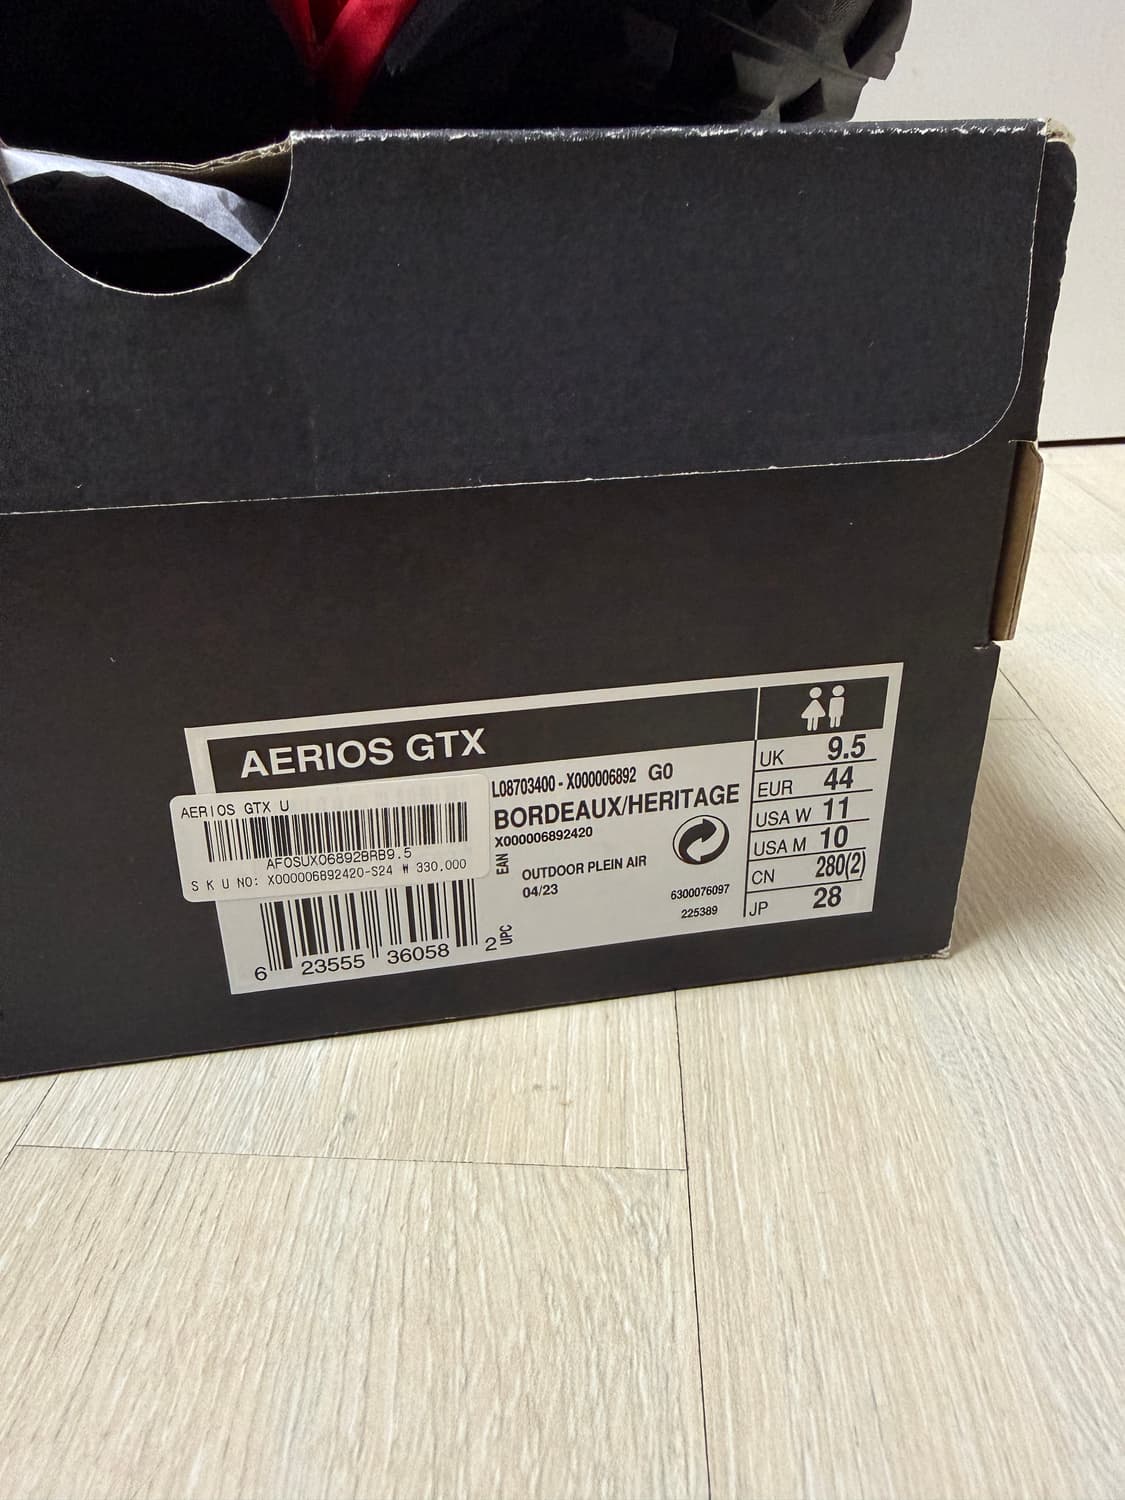 AERIOS GTX
AERIOS GTX U
AF0SUX06892BRB9.5
S K U NO: X000006892420-S24 ₩ 330,000
L08703400 - X000006892 G0
BORDEAUX/HERITAGE
X000006892420
EAN
OUTDOOR PLEIN AIR
04/23
6300076097
225389
6 23555 36058 2
UPC
UK 9.5
EUR 44
USA W 11
USA M 10
CN 280(2)
JP 28